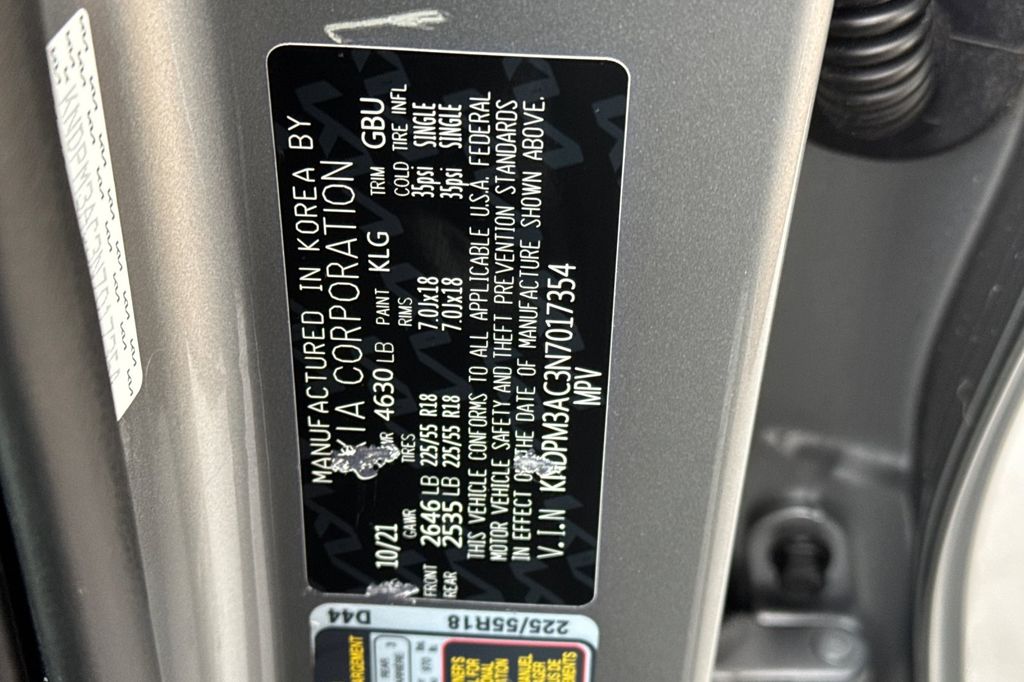 MANUFACTURED IN KOREA BY
KIA CORPORATION
10/21 4630 LB PAINT KLG TRIM GBU
GAWR TIRES RIMS COLD TIRE INFL
FRONT 2646 LB 225/55 R18 7.0Jx18 35psi SINGLE
REAR 2535 LB 225/55 R18 7.0Jx18 35psi SINGLE
THIS VEHICLE CONFORMS TO ALL APPLICABLE U.S.A. FEDERAL
MOTOR VEHICLE SAFETY AND THEFT PREVENTION STANDARDS
IN EFFECT ON THE DATE OF MANUFACTURE SHOWN ABOVE.
V.I.N KNDPM3AC3N7017354
MPV
D44
225/55R18
REAR 3